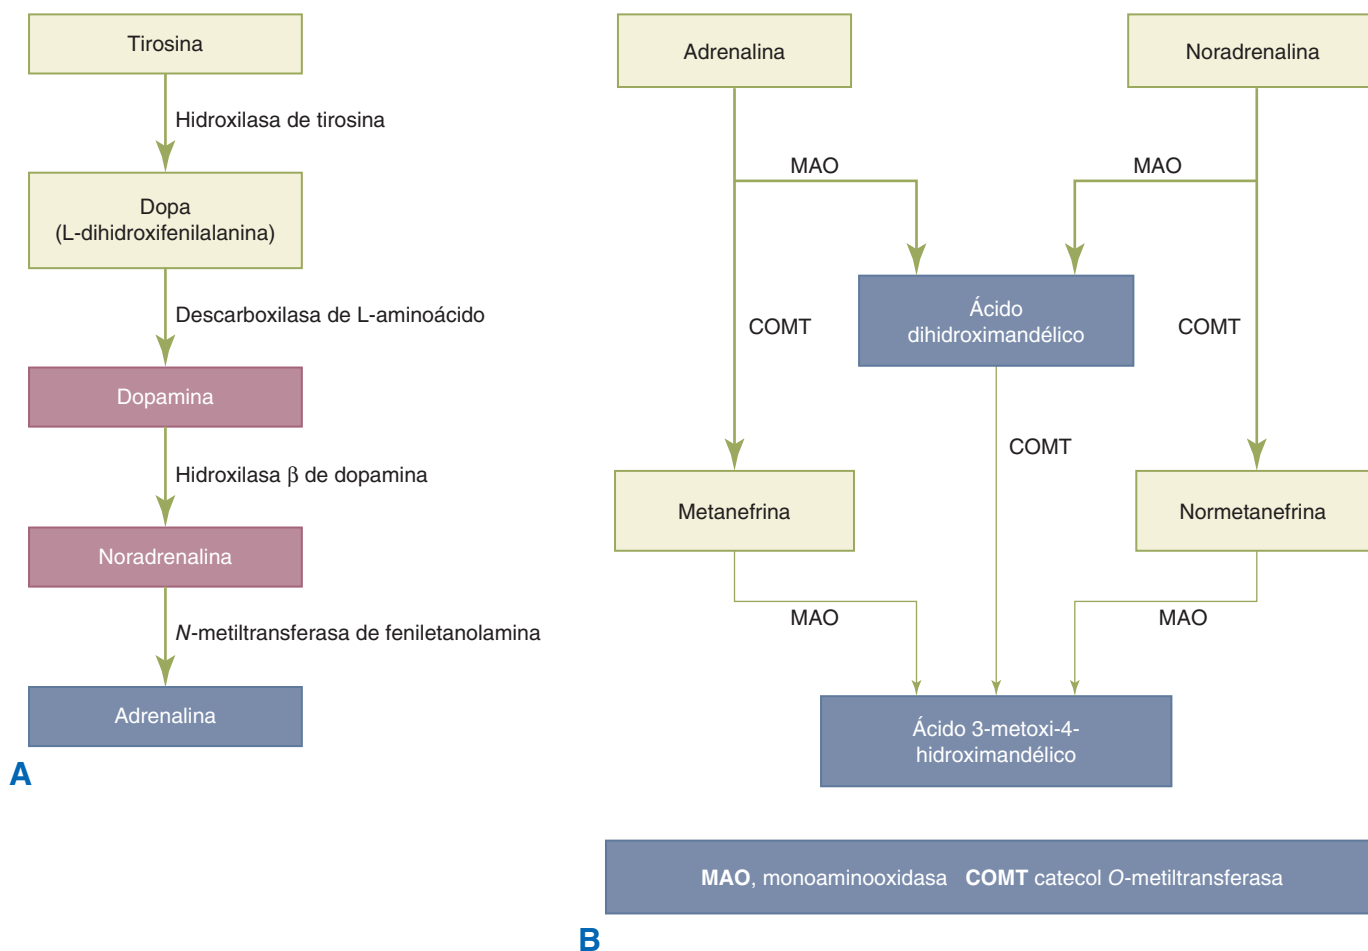 Tirosina
Hidroxilasa de tirosina
Dopa
(L-dihidroxifenilalanina)
Descarboxilasa de L-aminoácido
Dopamina
Hidroxilasa β de dopamina
Noradrenalina
N-metiltransferasa de feniletanolamina
Adrenalina
A
Adrenalina
Noradrenalina
MAO
MAO
Ácido
dihidroximandélico
COMT
COMT
COMT
Metanefrina
Normetanefrina
MAO
MAO
Ácido 3-metoxi-4-
hidroximandélico
MAO, monoaminooxidasa COMT catecol O-metiltransferasa
B